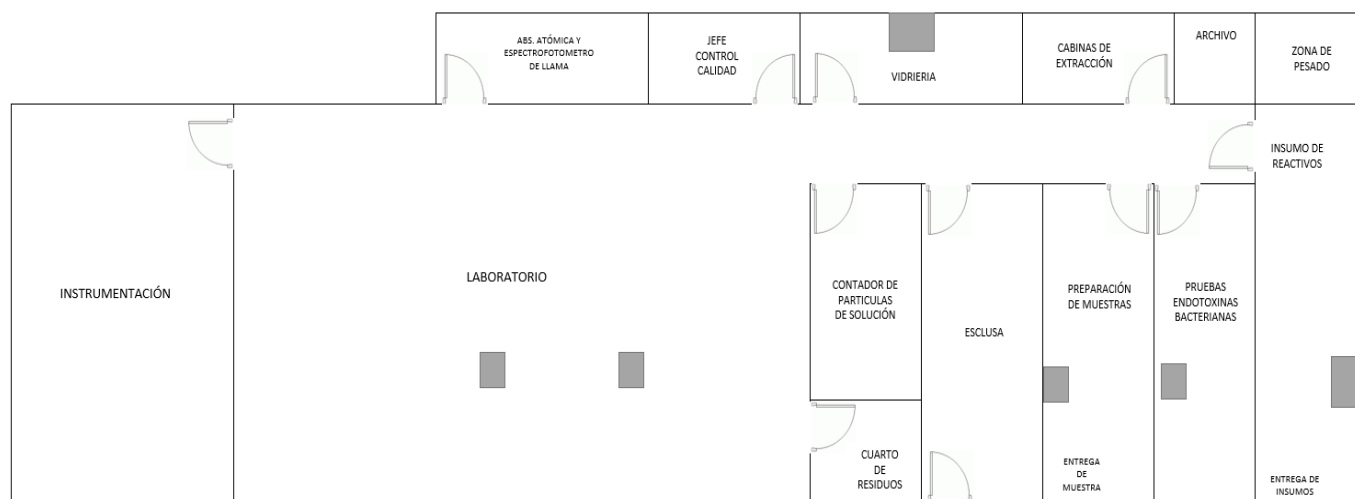 ABS. ATÓMICA Y
ESPECTROFOTOMETRO
DE LLAMA
JEFE
CONTROL
CALIDAD
VIDRIERIA
CABINAS DE
EXTRACCIÓN
ARCHIVO
ZONA DE
PESADO
INSUMO DE
REACTIVOS
INSTRUMENTACIÓN
LABORATORIO
CONTADOR DE
PARTICULAS
DE SOLUCIÓN
ESCLUSA
PREPARACIÓN
DE MUESTRAS
PRUEBAS
ENDOTOXINAS
BACTERIANAS
CUARTO
DE
RESIDUOS
ENTREGA
DE
MUESTRA
ENTREGA DE
INSUMOS